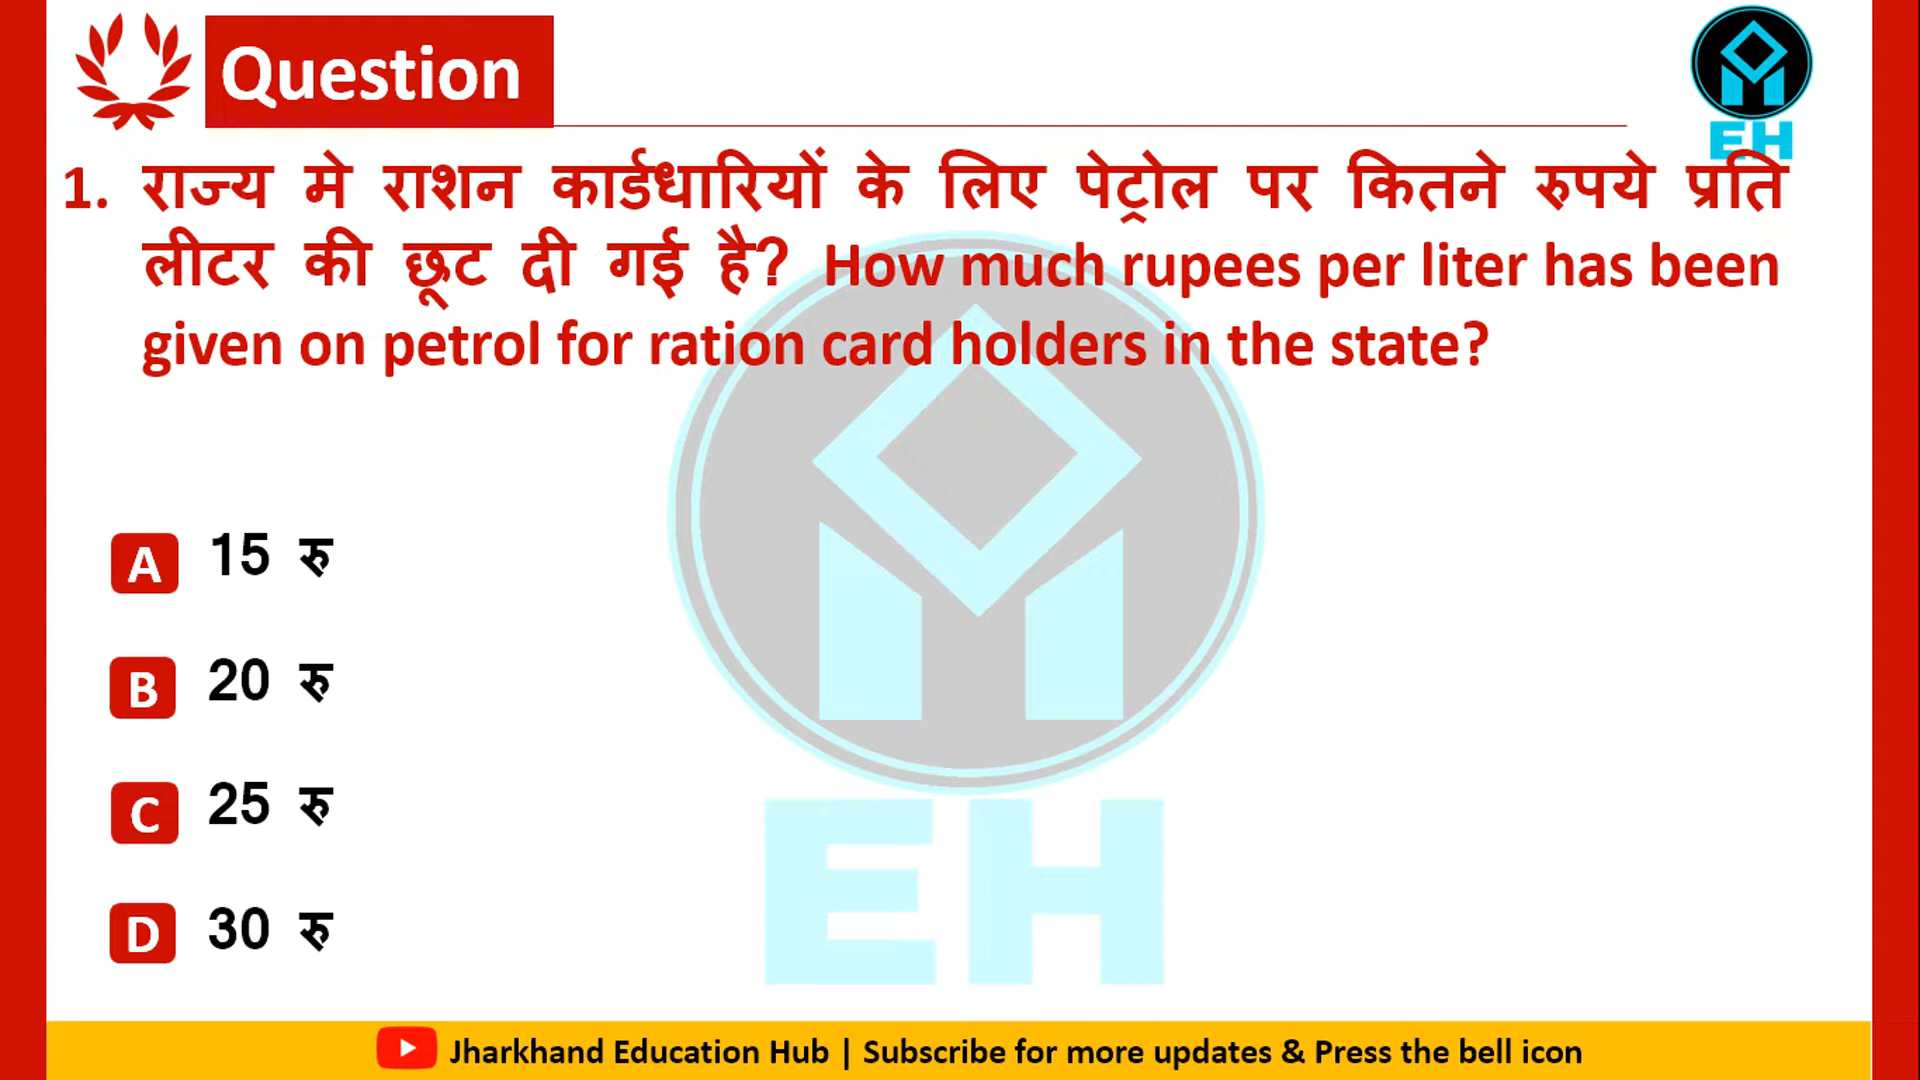 Question
EH
1. राज्य मे राशन कार्डधारियों के लिए पेट्रोल पर कितने रुपये प्रति
लीटर की छूट दी गई है? How much rupees per liter has been
given on petrol for ration card holders in the state?
A 15 रु
B 20 रु
C 25 रु
D 30 रु
EH
Jharkhand Education Hub | Subscribe for more updates & Press the bell icon